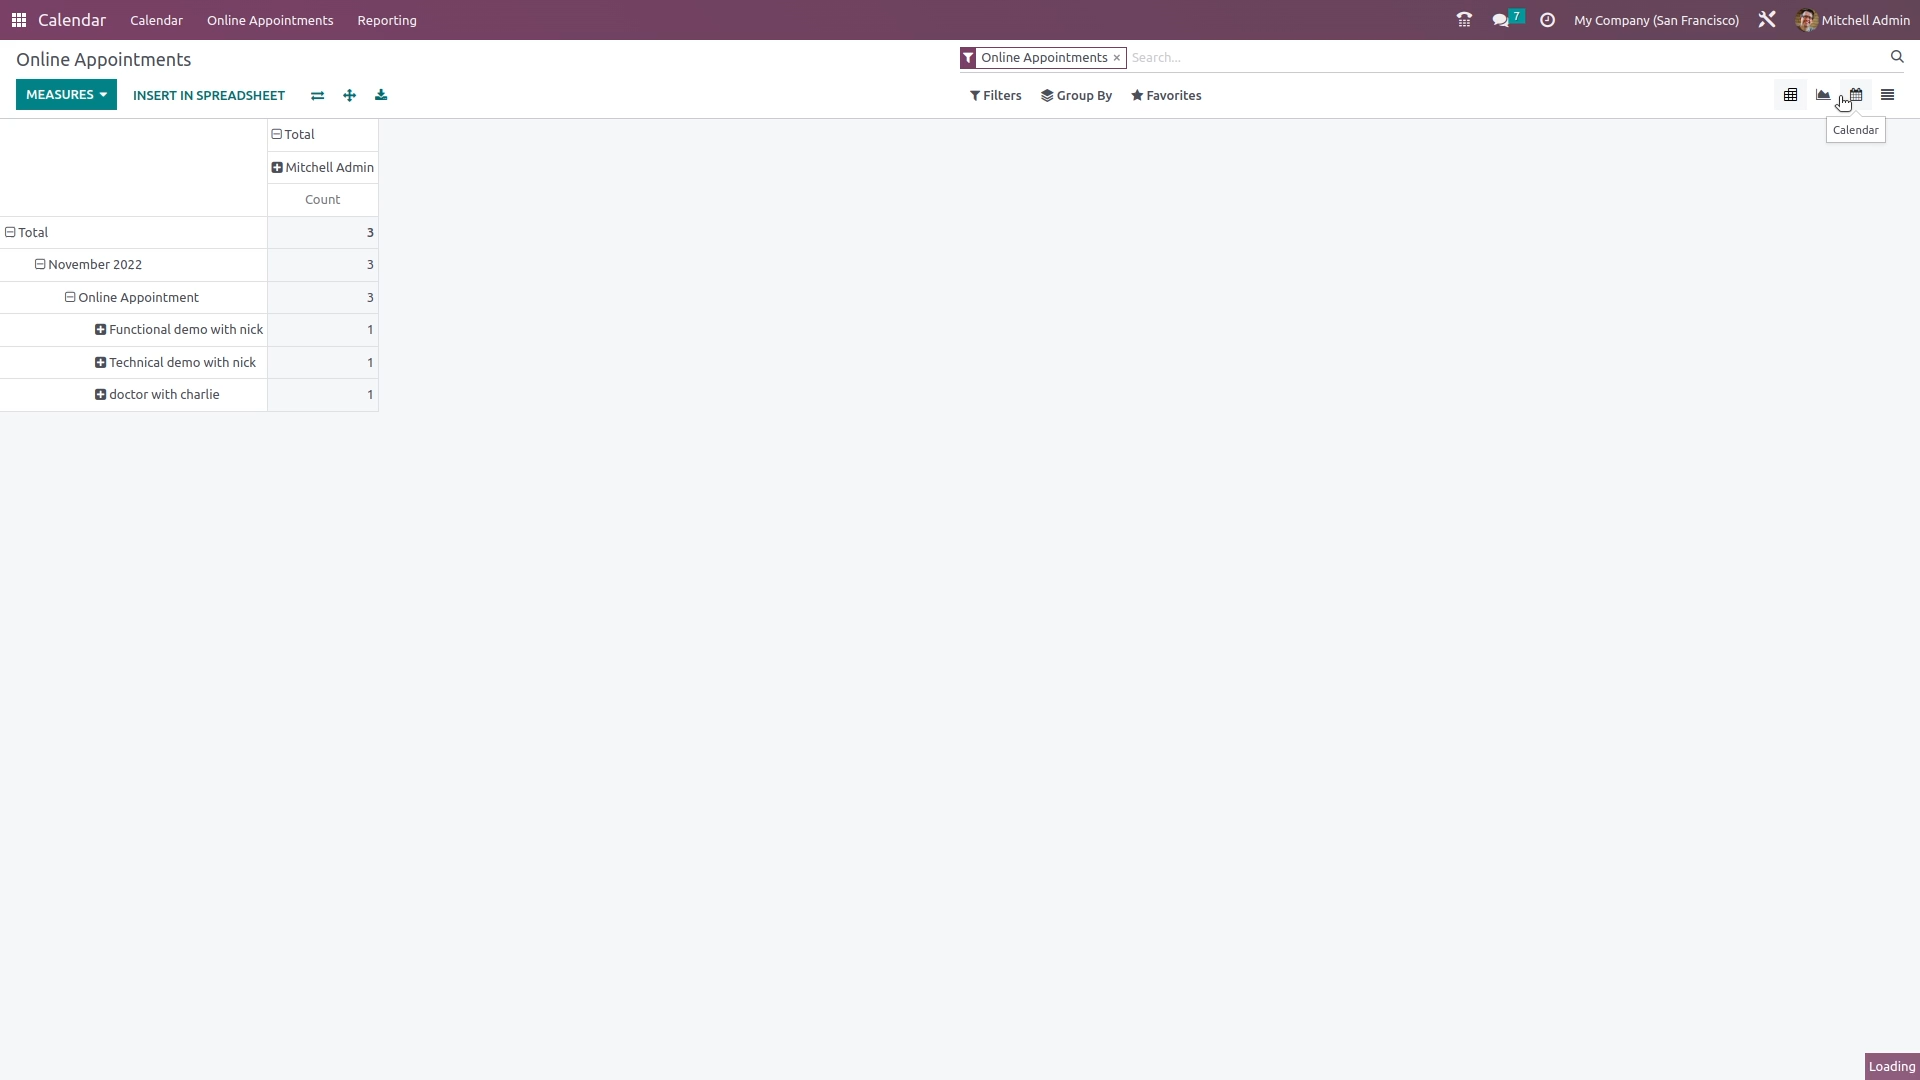 Calendar Calendar Online Appointments Reporting 7 My Company (San Francisco) Mitchell Admin
Online Appointments Online Appointments × Search...
MEASURES INSERT IN SPREADSHEET Filters Group By Favorites
Calendar
Total
Mitchell Admin
Count
Total 3
November 2022 3
Online Appointment 3
Functional demo with nick 1
Technical demo with nick 1
doctor with charlie 1
Loading